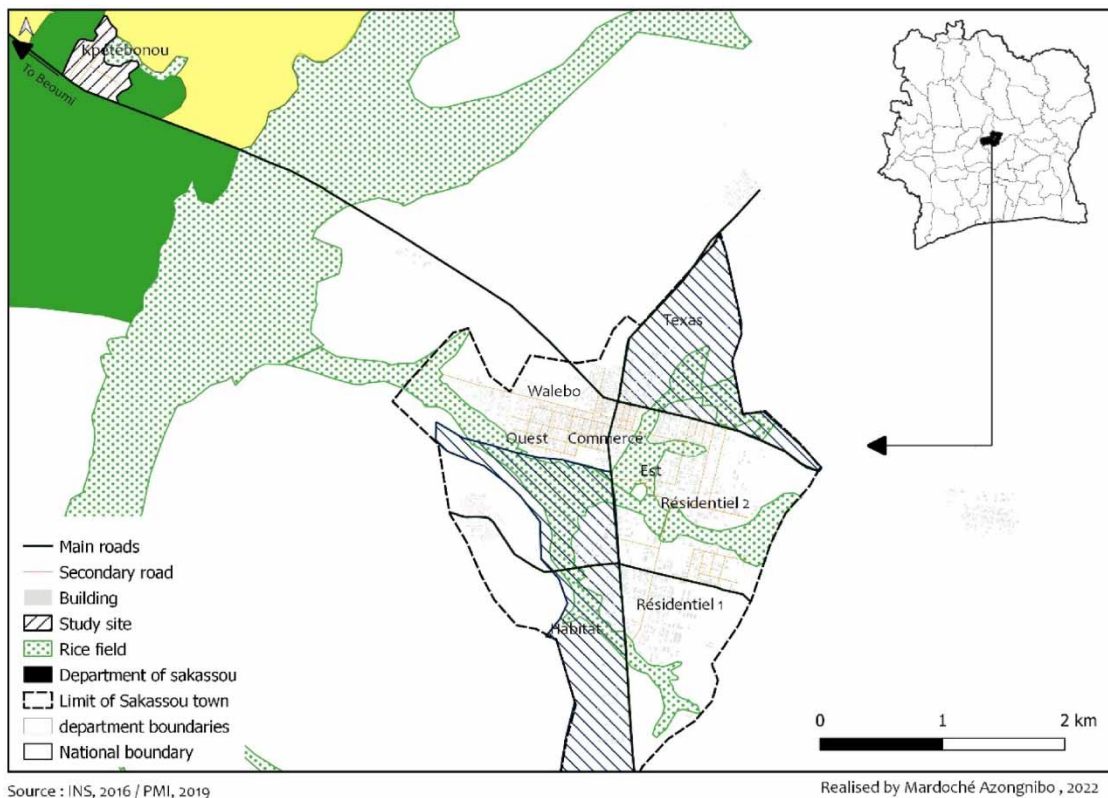 Kpétébonou
To Beoumi
Texas
Walebo
Ouest
Commerce
Est
Résidentiel 2
Résidentiel 1
Habitat
Main roads
Secondary road
Building
Study site
Rice field
Department of sakassou
Limit of Sakassou town
department boundaries
National boundary
0 1 2 km
Source : INS, 2016 / PMI, 2019
Realised by Mardoché Azongnibo , 2022